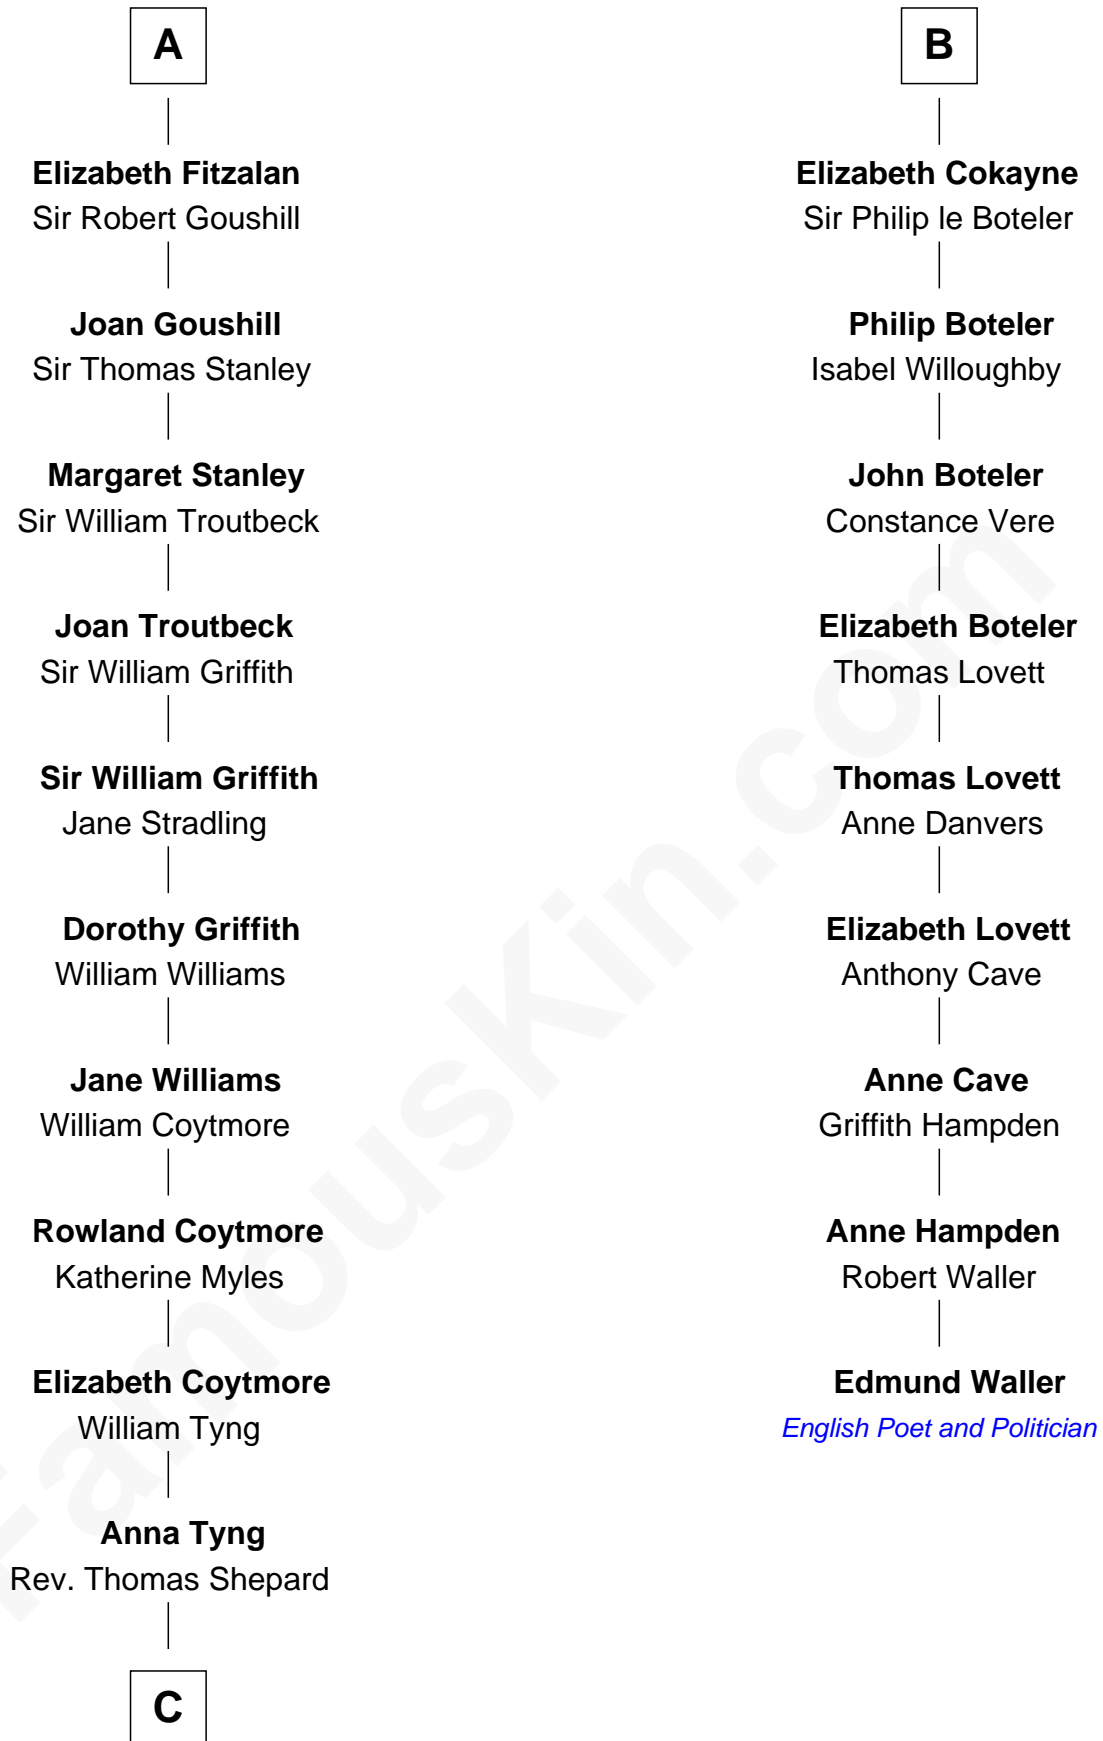 A
Elizabeth Fitzalan
Sir Robert Goushill
Joan Goushill
Sir Thomas Stanley
Margaret Stanley
Sir William Troutbeck
Joan Troutbeck
Sir William Griffith
Sir William Griffith
Jane Stradling
Dorothy Griffith
William Williams
Jane Williams
William Coytmore
Rowland Coytmore
Katherine Myles
Elizabeth Coytmore
William Tyng
Anna Tyng
Rev. Thomas Shepard
C
B
Elizabeth Cokayne
Sir Philip le Boteler
Philip Boteler
Isabel Willoughby
John Boteler
Constance Vere
Elizabeth Boteler
Thomas Lovett
Thomas Lovett
Anne Danvers
Elizabeth Lovett
Anthony Cave
Anne Cave
Griffith Hampden
Anne Hampden
Robert Waller
Edmund Waller
English Poet and Politician
FamousKin.com